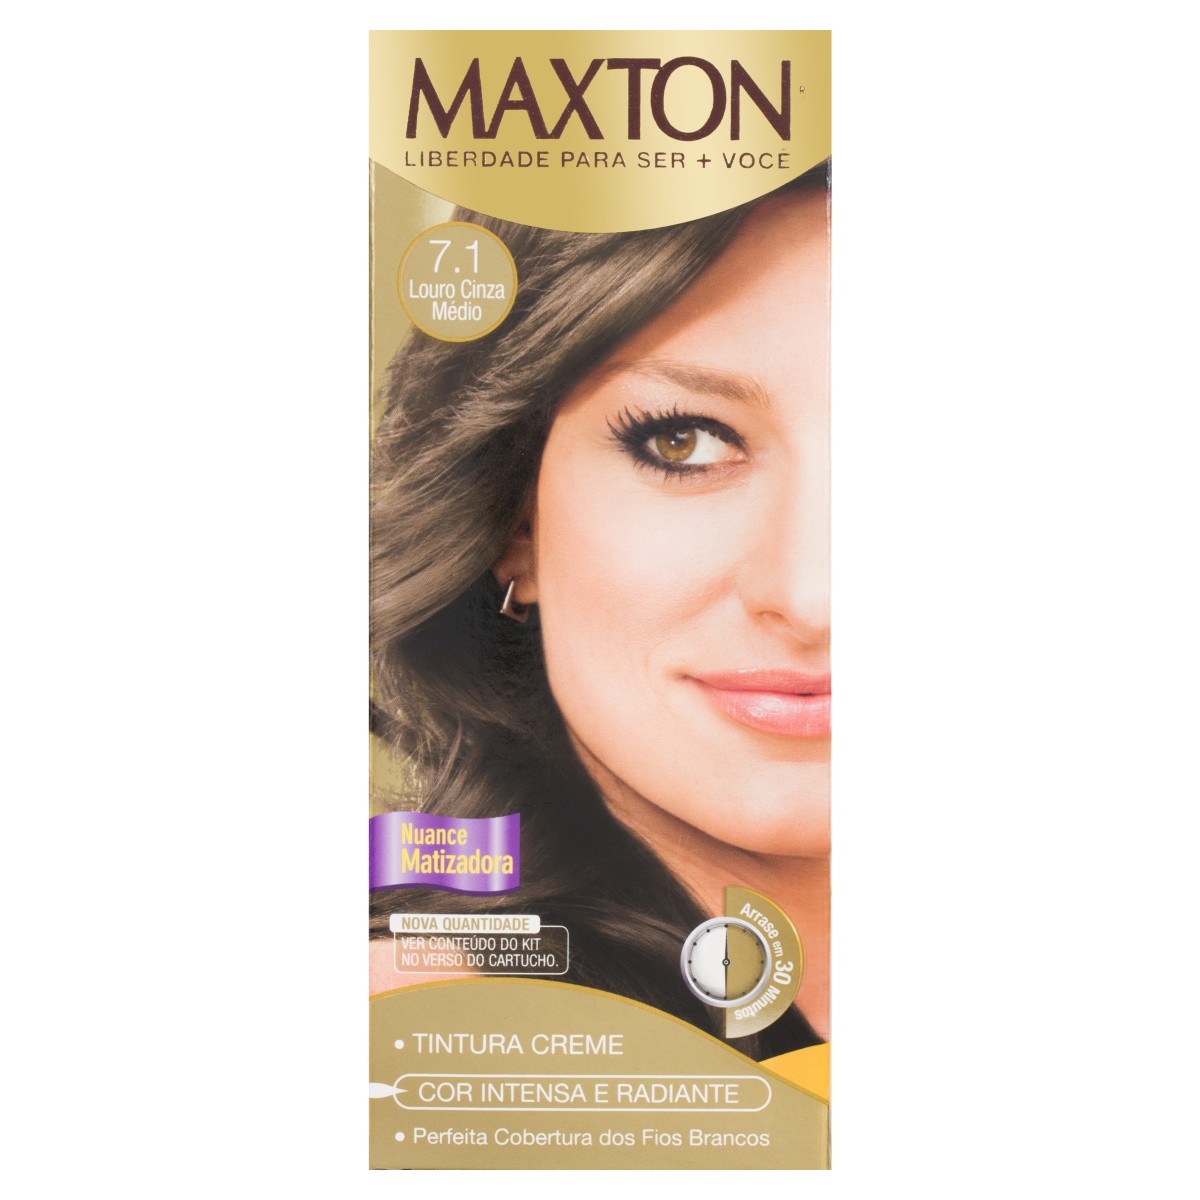 MAXTON
LIBERDADE PARA SER + VOCÊ
7.1
Louro Cinza
Médio
Nuance
Matizadora
NOVA QUANTIDADE
VER CONTEÚDO DO KIT
NO VERSO DO CARTUCHO.
Arrase em 30 Minutos
• TINTURA CREME
COR INTENSA E RADIANTE
• Perfeita Cobertura dos Fios Brancos